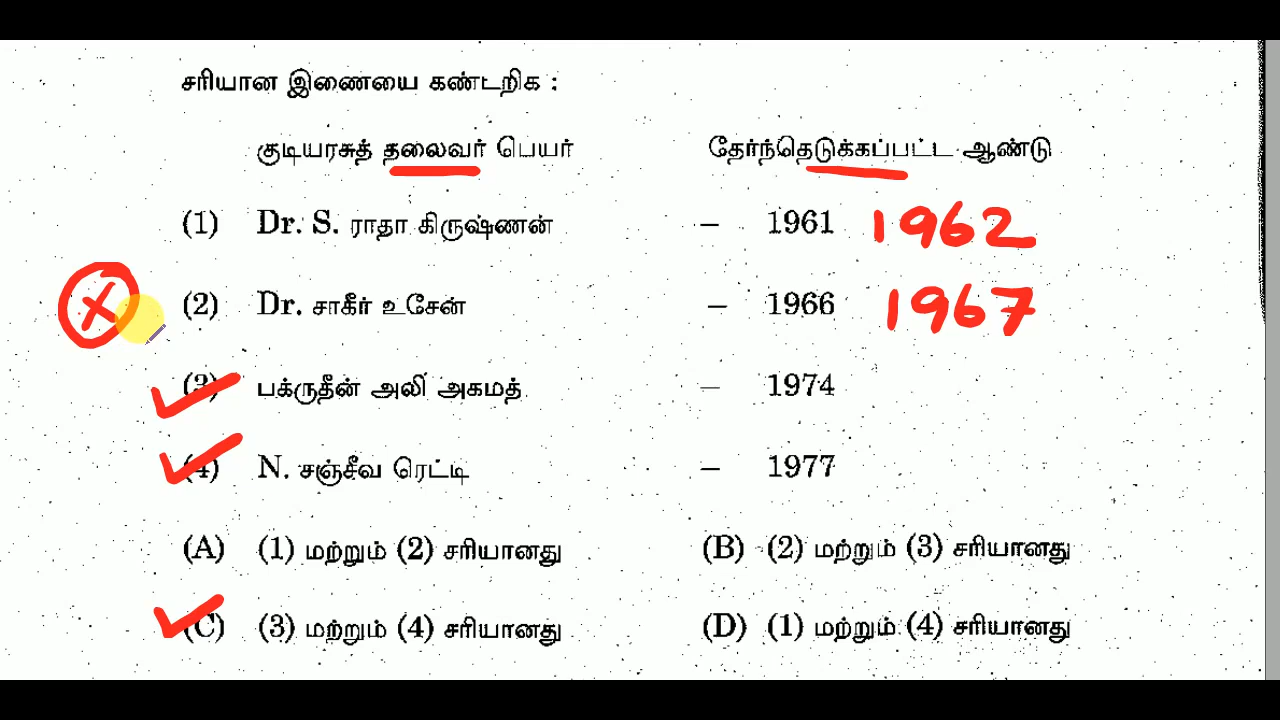 சரியான இணையை கண்டறிக :
குடியரசுத் தலைவர் பெயர் தேர்ந்தெடுக்கப்பட்ட ஆண்டு
(1) Dr. S. ராதா கிருஷ்ணன் – 1961 1962
(2) Dr. சாகீர் உசேன் – 1966 1967
(3) பக்ருதீன் அலி அகமத் – 1974
(4) N. சஞ்சீவ ரெட்டி – 1977
(A) (1) மற்றும் (2) சரியானது (B) (2) மற்றும் (3) சரியானது
(C) (3) மற்றும் (4) சரியானது (D) (1) மற்றும் (4) சரியானது